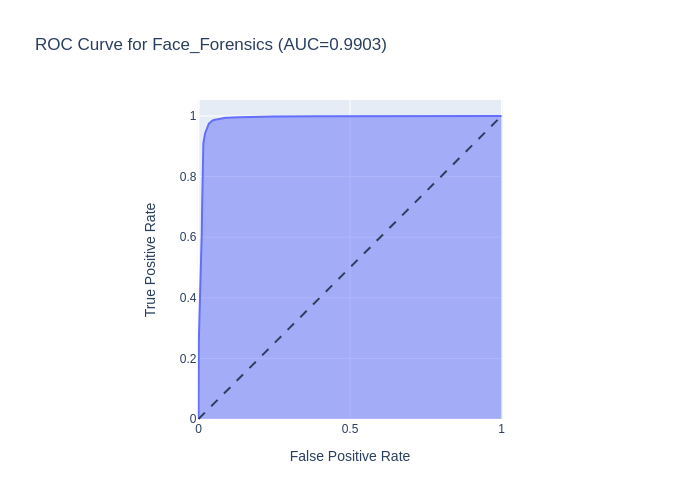 ROC Curve for Face_Forensics (AUC=0.9903)
1
0.8
0.6
0.4
0.2
0
True Positive Rate
0 0.5 1
False Positive Rate